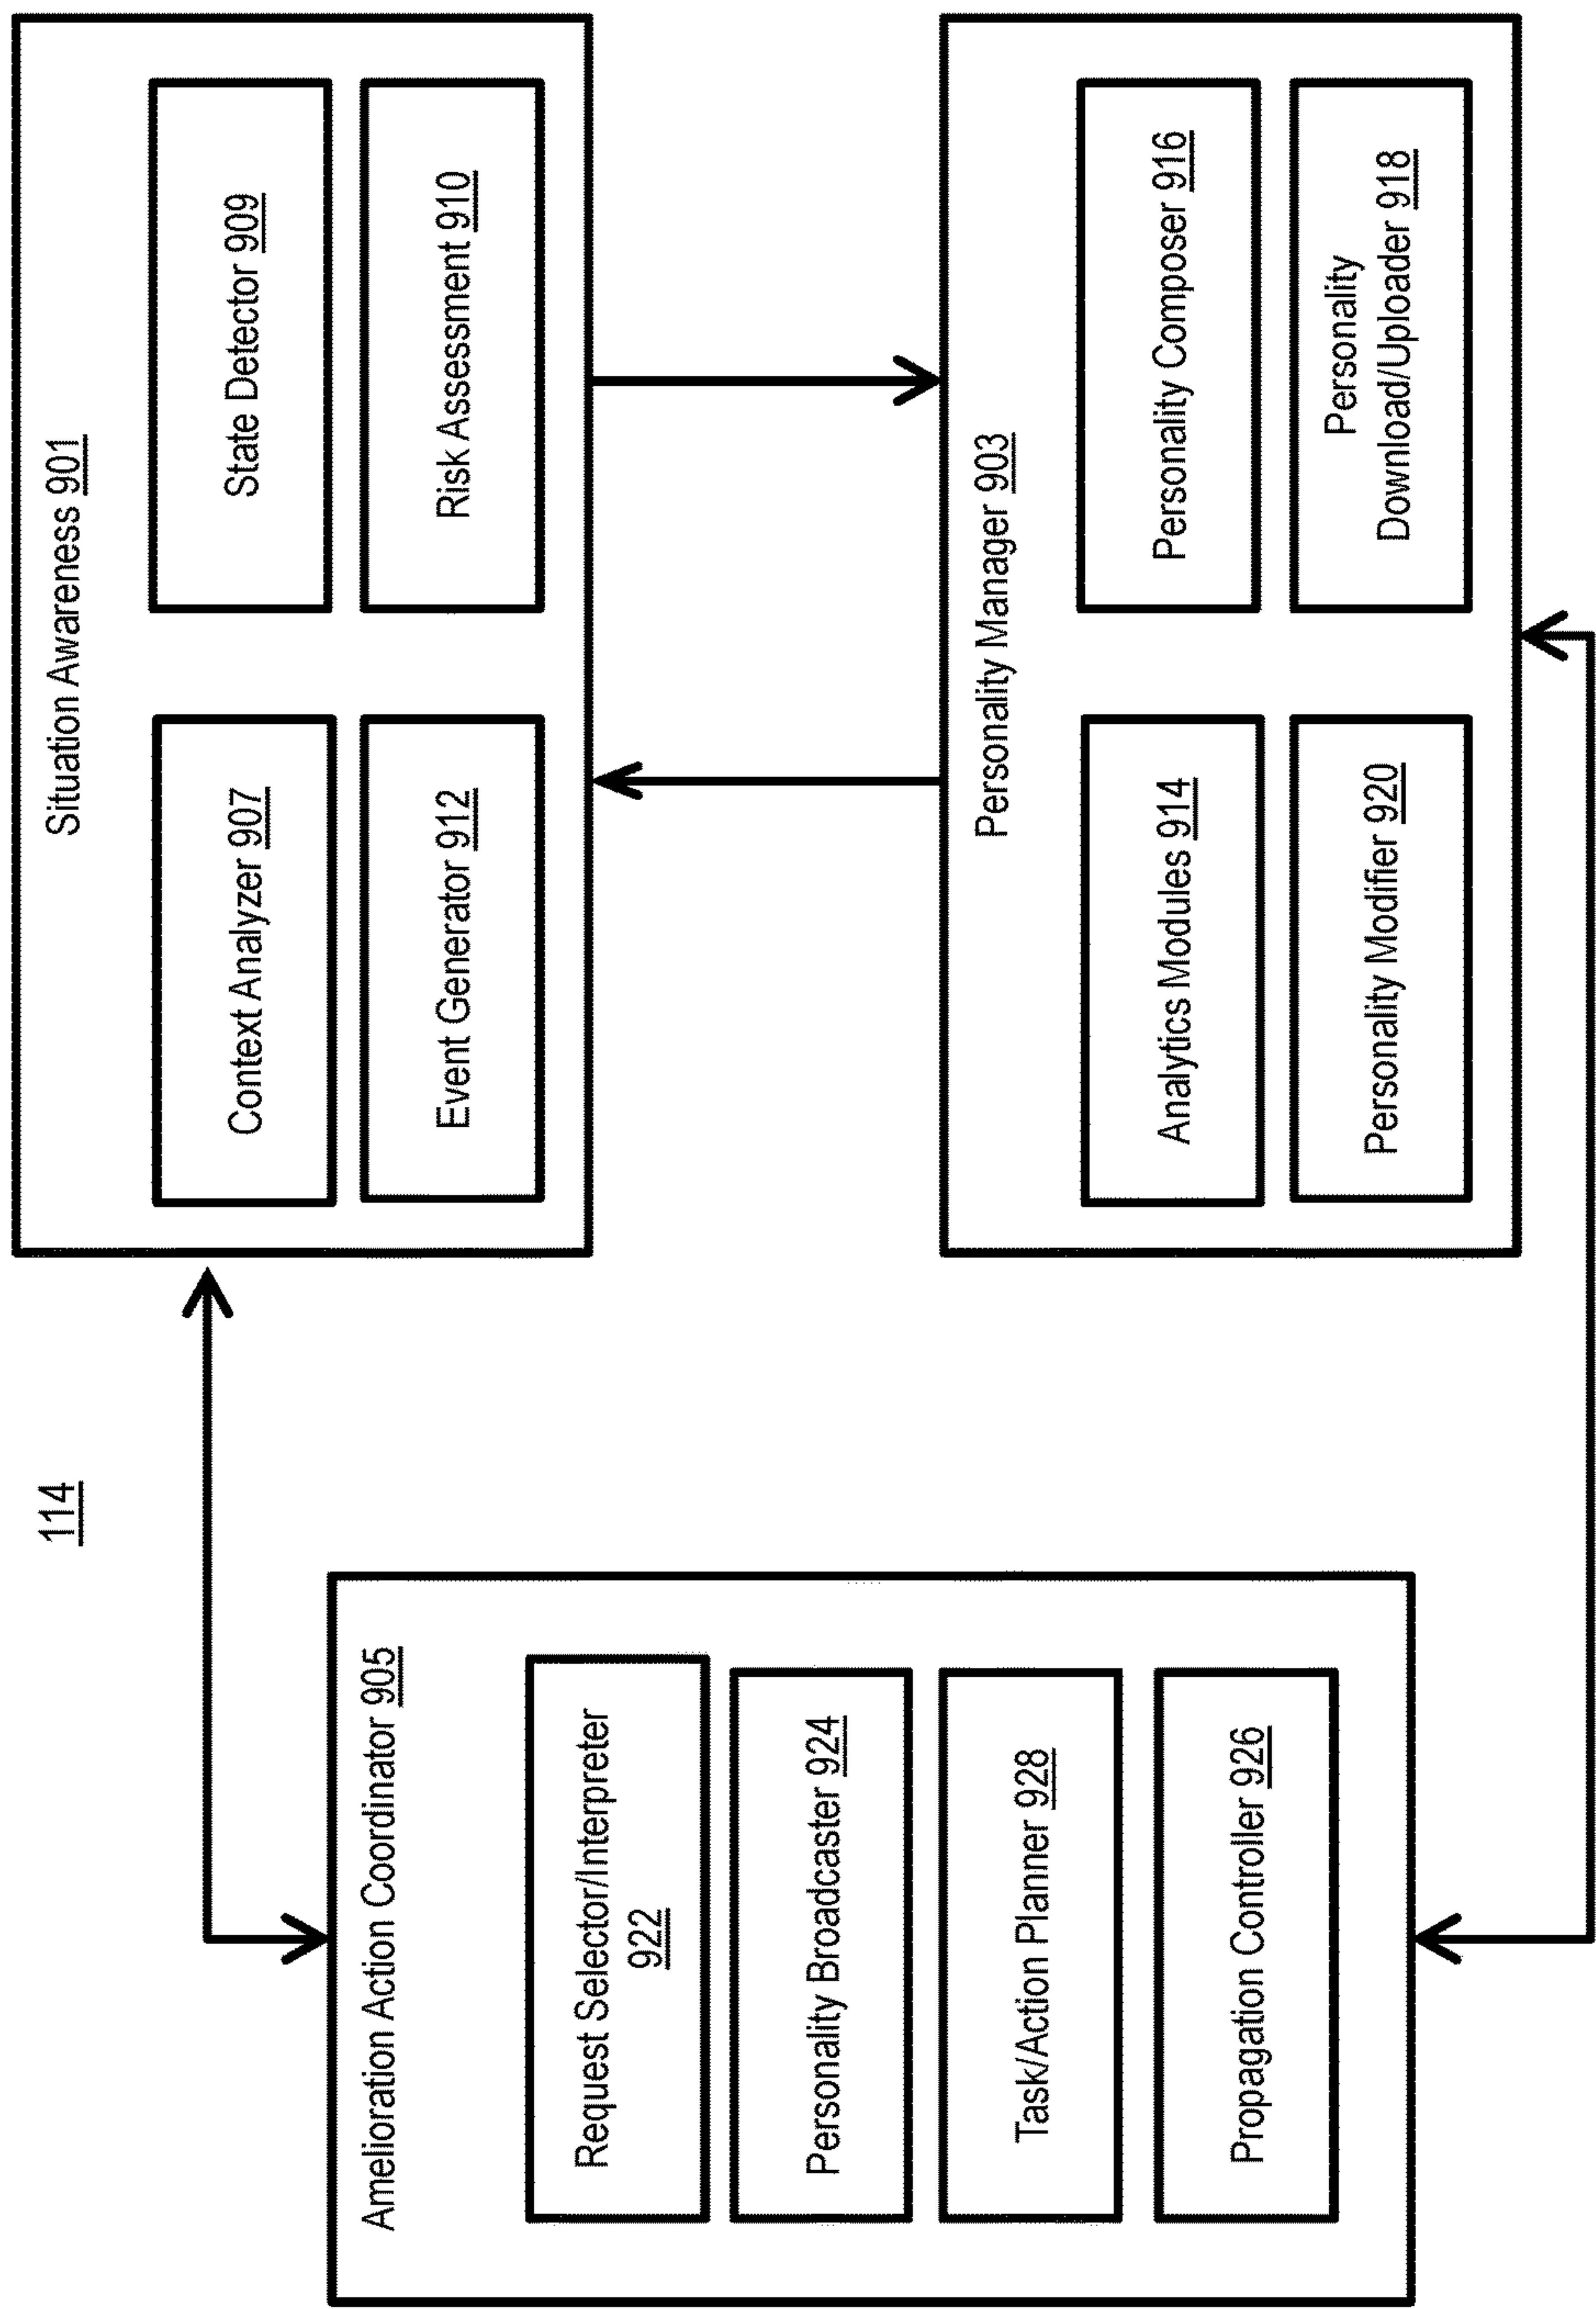 114
Amelioration Action Coordinator 905
Request Selector/Interpreter
922
Personality Broadcaster 924
Task/Action Planner 928
Propagation Controller 926
Situation Awareness 901
Context Analyzer 907
State Detector 909
Event Generator 912
Risk Assessment 910
Personality Manager 903
Analytics Modules 914
Personality Composer 916
Personality Modifier 920
Personality
Download/Uploader 918